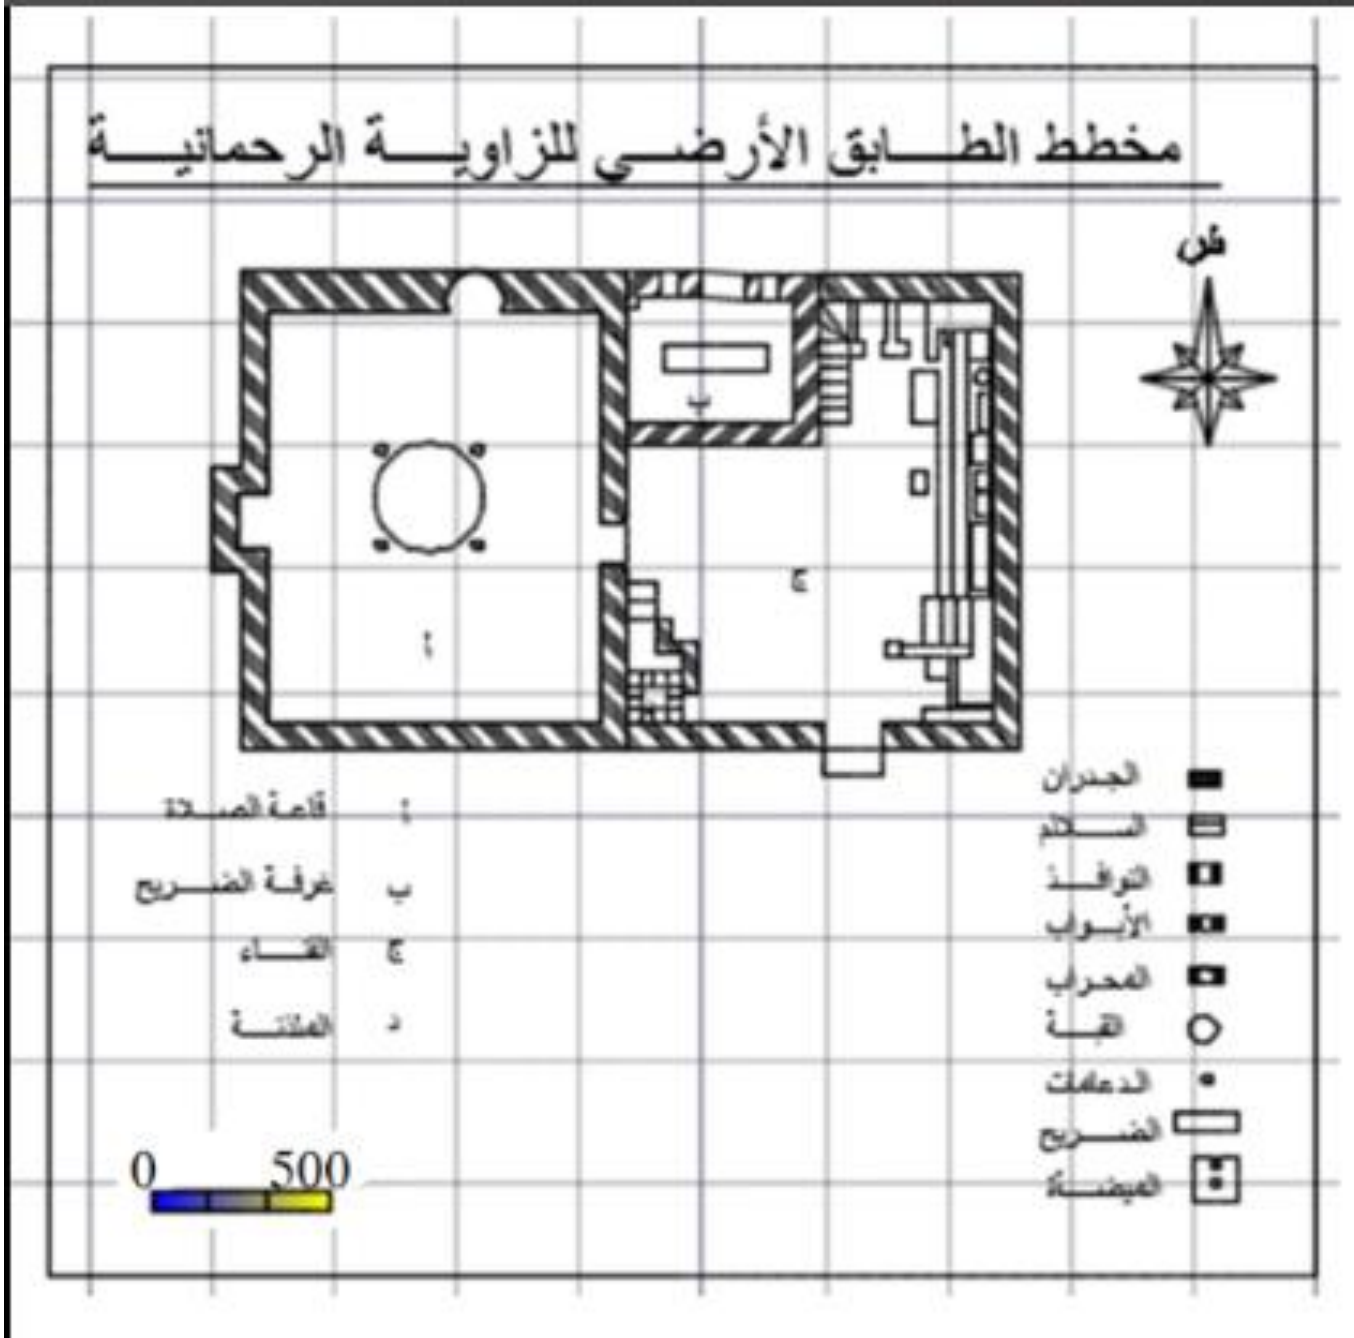 مخطط الطابق الأرضي للزاوية الرحمانية
ش
ب
ج
أ
الجدران
السلالم
النوافذ
الأبواب
المحراب
القبة
الدعامات
الضريح
الميضأة
أ قاعة الصلاة
ب غرفة الضريح
ج الفناء
د المئذنة
0 500